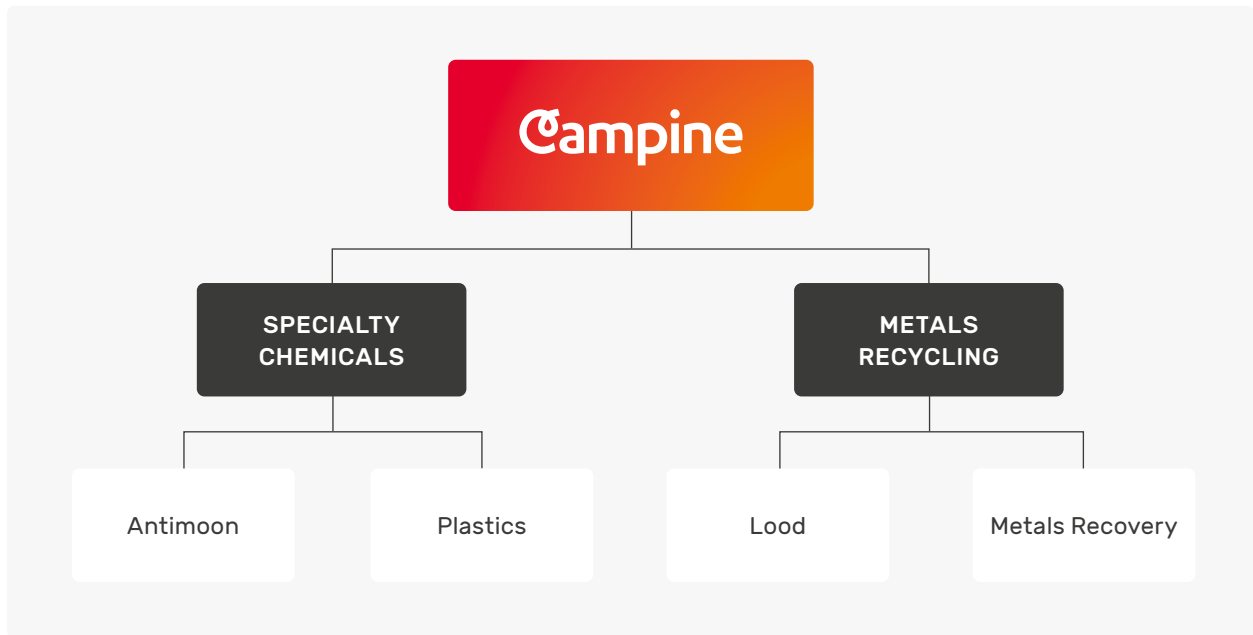 Campine
SPECIALTY
CHEMICALS
METALS
RECYCLING
Antimoon
Plastics
Lood
Metals Recovery